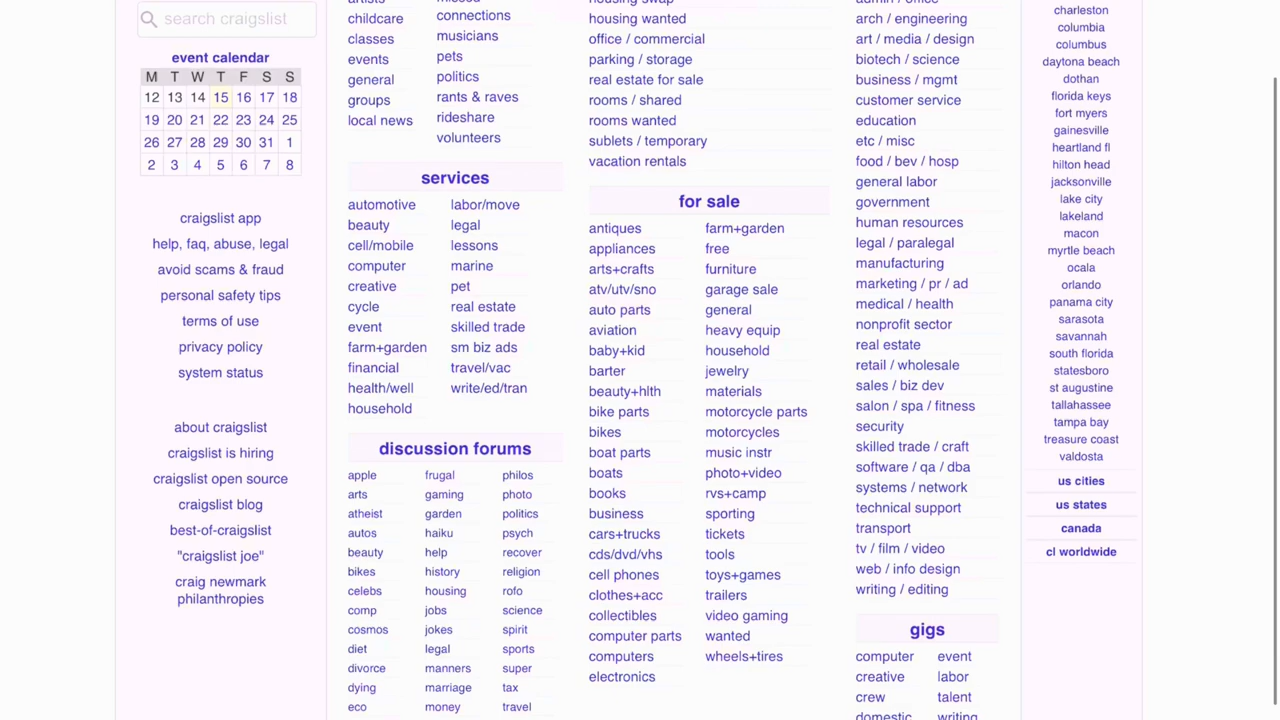 search craigslist
event calendar
M T W T F S S
12 13 14 15 16 17 18
19 20 21 22 23 24 25
26 27 28 29 30 31 1
2 3 4 5 6 7 8
craigslist app
help, faq, abuse, legal
avoid scams & fraud
personal safety tips
terms of use
privacy policy
system status
about craigslist
craigslist is hiring
craigslist open source
craigslist blog
best-of-craigslist
"craigslist joe"
craig newmark
philanthropies
childcare
classes
events
general
groups
local news
connections
musicians
pets
politics
rants & raves
rideshare
volunteers
services
automotive
beauty
cell/mobile
computer
creative
cycle
event
farm+garden
financial
health/well
household
labor/move
legal
lessons
marine
pet
real estate
skilled trade
sm biz ads
travel/vac
write/ed/tran
discussion forums
apple
arts
atheist
autos
beauty
bikes
celebs
comp
cosmos
diet
divorce
dying
eco
frugal
gaming
garden
haiku
help
history
housing
jobs
jokes
legal
manners
marriage
money
philos
photo
politics
psych
recover
religion
rofo
science
spirit
sports
super
tax
travel
housing swap
housing wanted
office / commercial
parking / storage
real estate for sale
rooms / shared
rooms wanted
sublets / temporary
vacation rentals
for sale
antiques
appliances
arts+crafts
atv/utv/sno
auto parts
aviation
baby+kid
barter
beauty+hlth
bike parts
bikes
boat parts
boats
books
business
cars+trucks
cds/dvd/vhs
cell phones
clothes+acc
collectibles
computer parts
computers
electronics
farm+garden
free
furniture
garage sale
general
heavy equip
household
jewelry
materials
motorcycle parts
motorcycles
music instr
photo+video
rvs+camp
sporting
tickets
tools
toys+games
trailers
video gaming
wanted
wheels+tires
arch / engineering
art / media / design
biotech / science
business / mgmt
customer service
education
etc / misc
food / bev / hosp
general labor
government
human resources
legal / paralegal
manufacturing
marketing / pr / ad
medical / health
nonprofit sector
real estate
retail / wholesale
sales / biz dev
salon / spa / fitness
security
skilled trade / craft
software / qa / dba
systems / network
technical support
transport
tv / film / video
web / info design
writing / editing
gigs
computer
creative
crew
domestic
event
labor
talent
writing
charleston
columbia
columbus
daytona beach
dothan
florida keys
fort myers
gainesville
heartland fl
hilton head
jacksonville
lake city
lakeland
macon
myrtle beach
ocala
orlando
panama city
sarasota
savannah
south florida
statesboro
st augustine
tallahassee
tampa bay
treasure coast
valdosta
us cities
us states
canada
cl worldwide